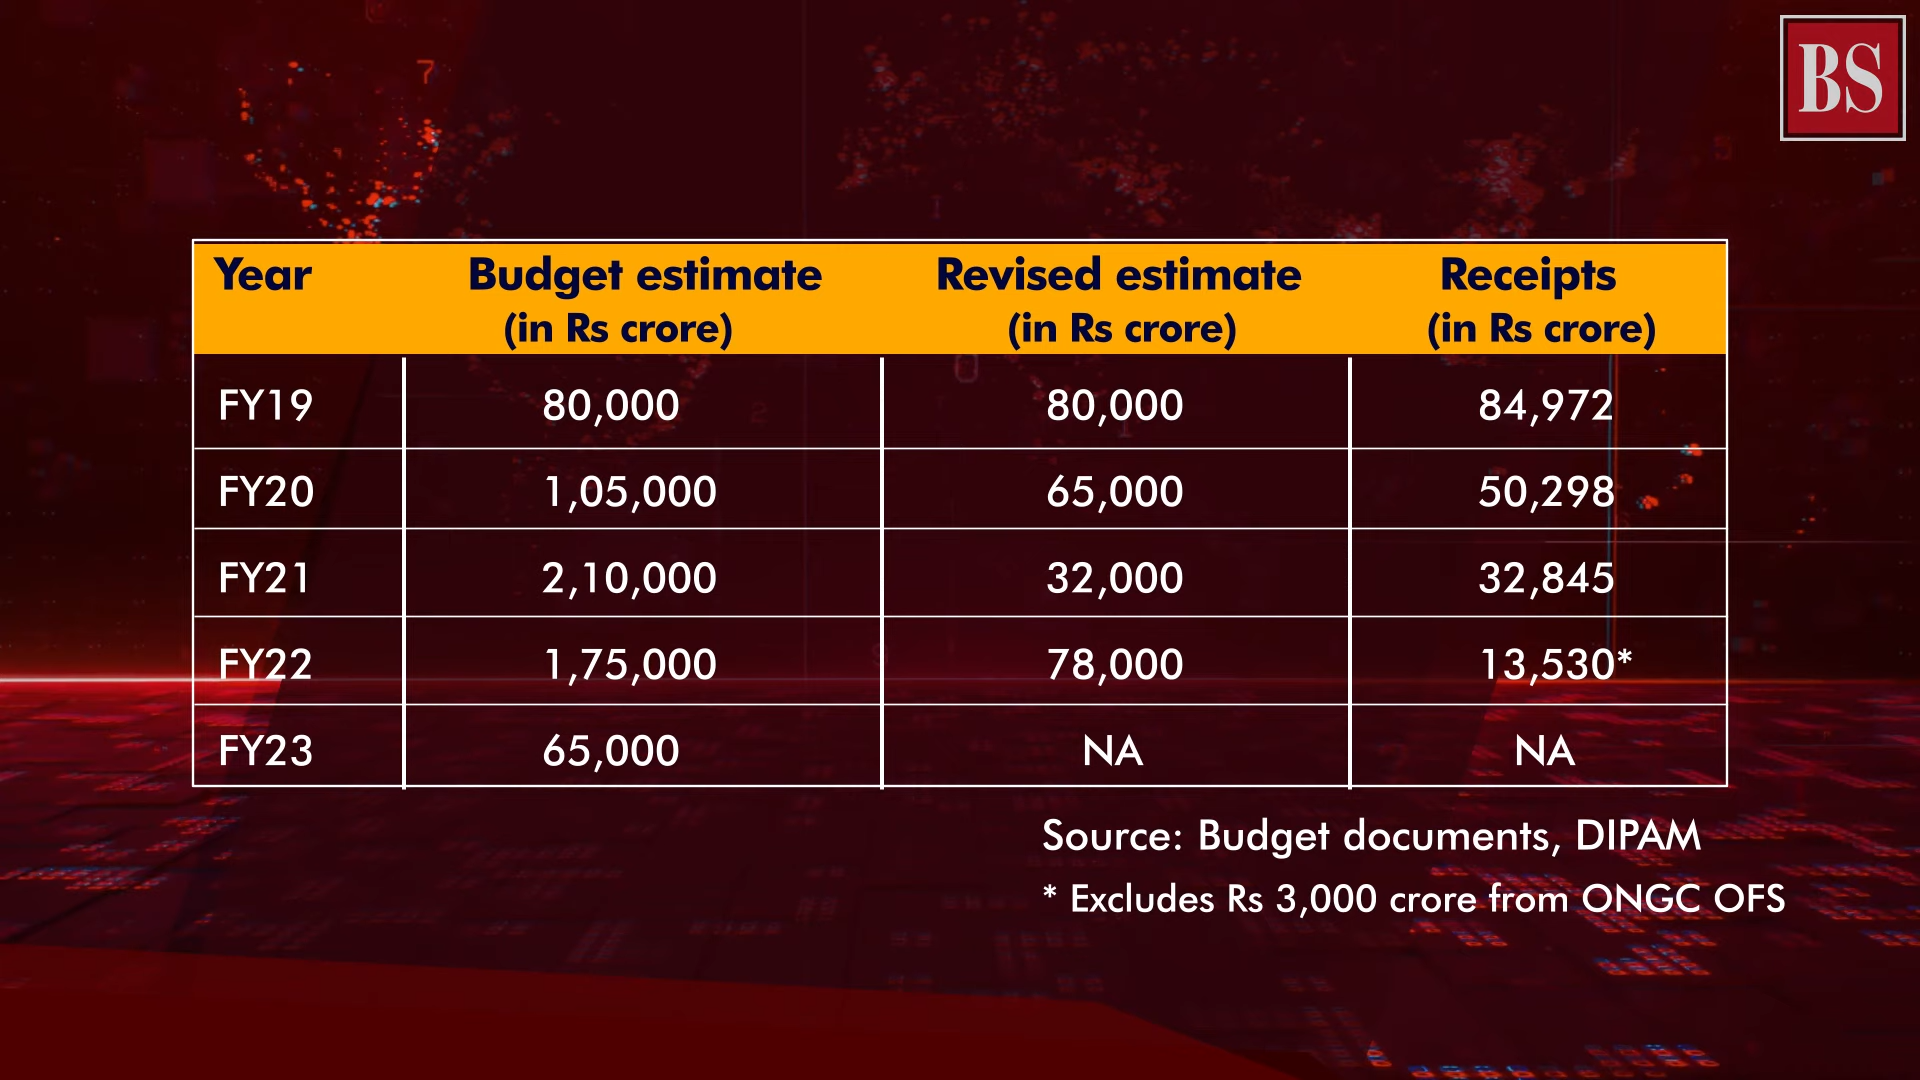 BS
Year Budget estimate Revised estimate Receipts
(in Rs crore) (in Rs crore) (in Rs crore)
FY19 80,000 80,000 84,972
FY20 1,05,000 65,000 50,298
FY21 2,10,000 32,000 32,845
FY22 1,75,000 78,000 13,530*
FY23 65,000 NA NA
Source: Budget documents, DIPAM
* Excludes Rs 3,000 crore from ONGC OFS